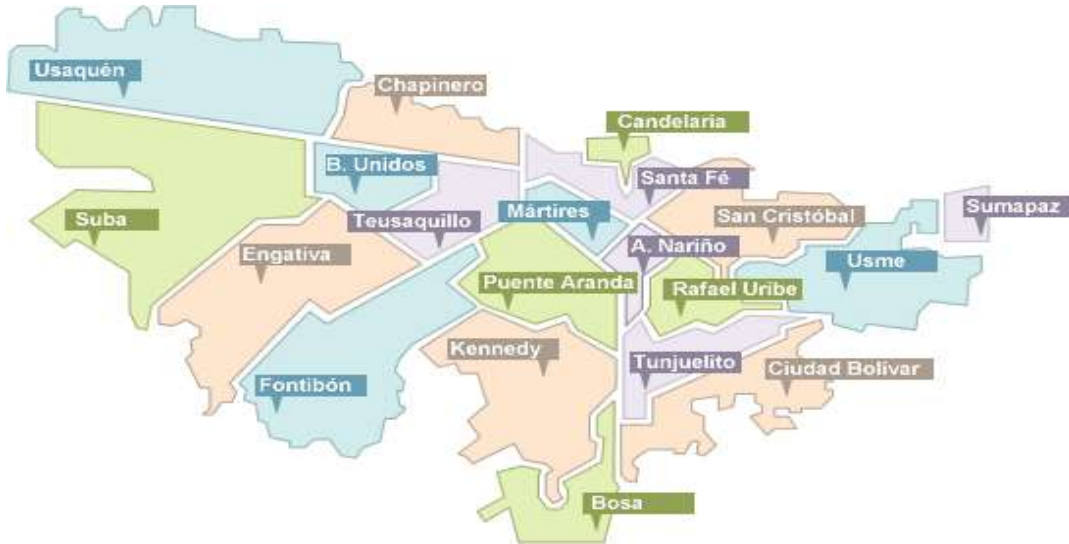 Usaquén
Chapinero
Candelaria
B. Unidos
Santa Fé
Suba
Teusaquillo
Mártires
San Cristóbal
Sumapaz
Engativa
A. Nariño
Usme
Puente Aranda
Rafael Uribe
Kennedy
Tunjuelito
Ciudad Bolivar
Fontibón
Bosa